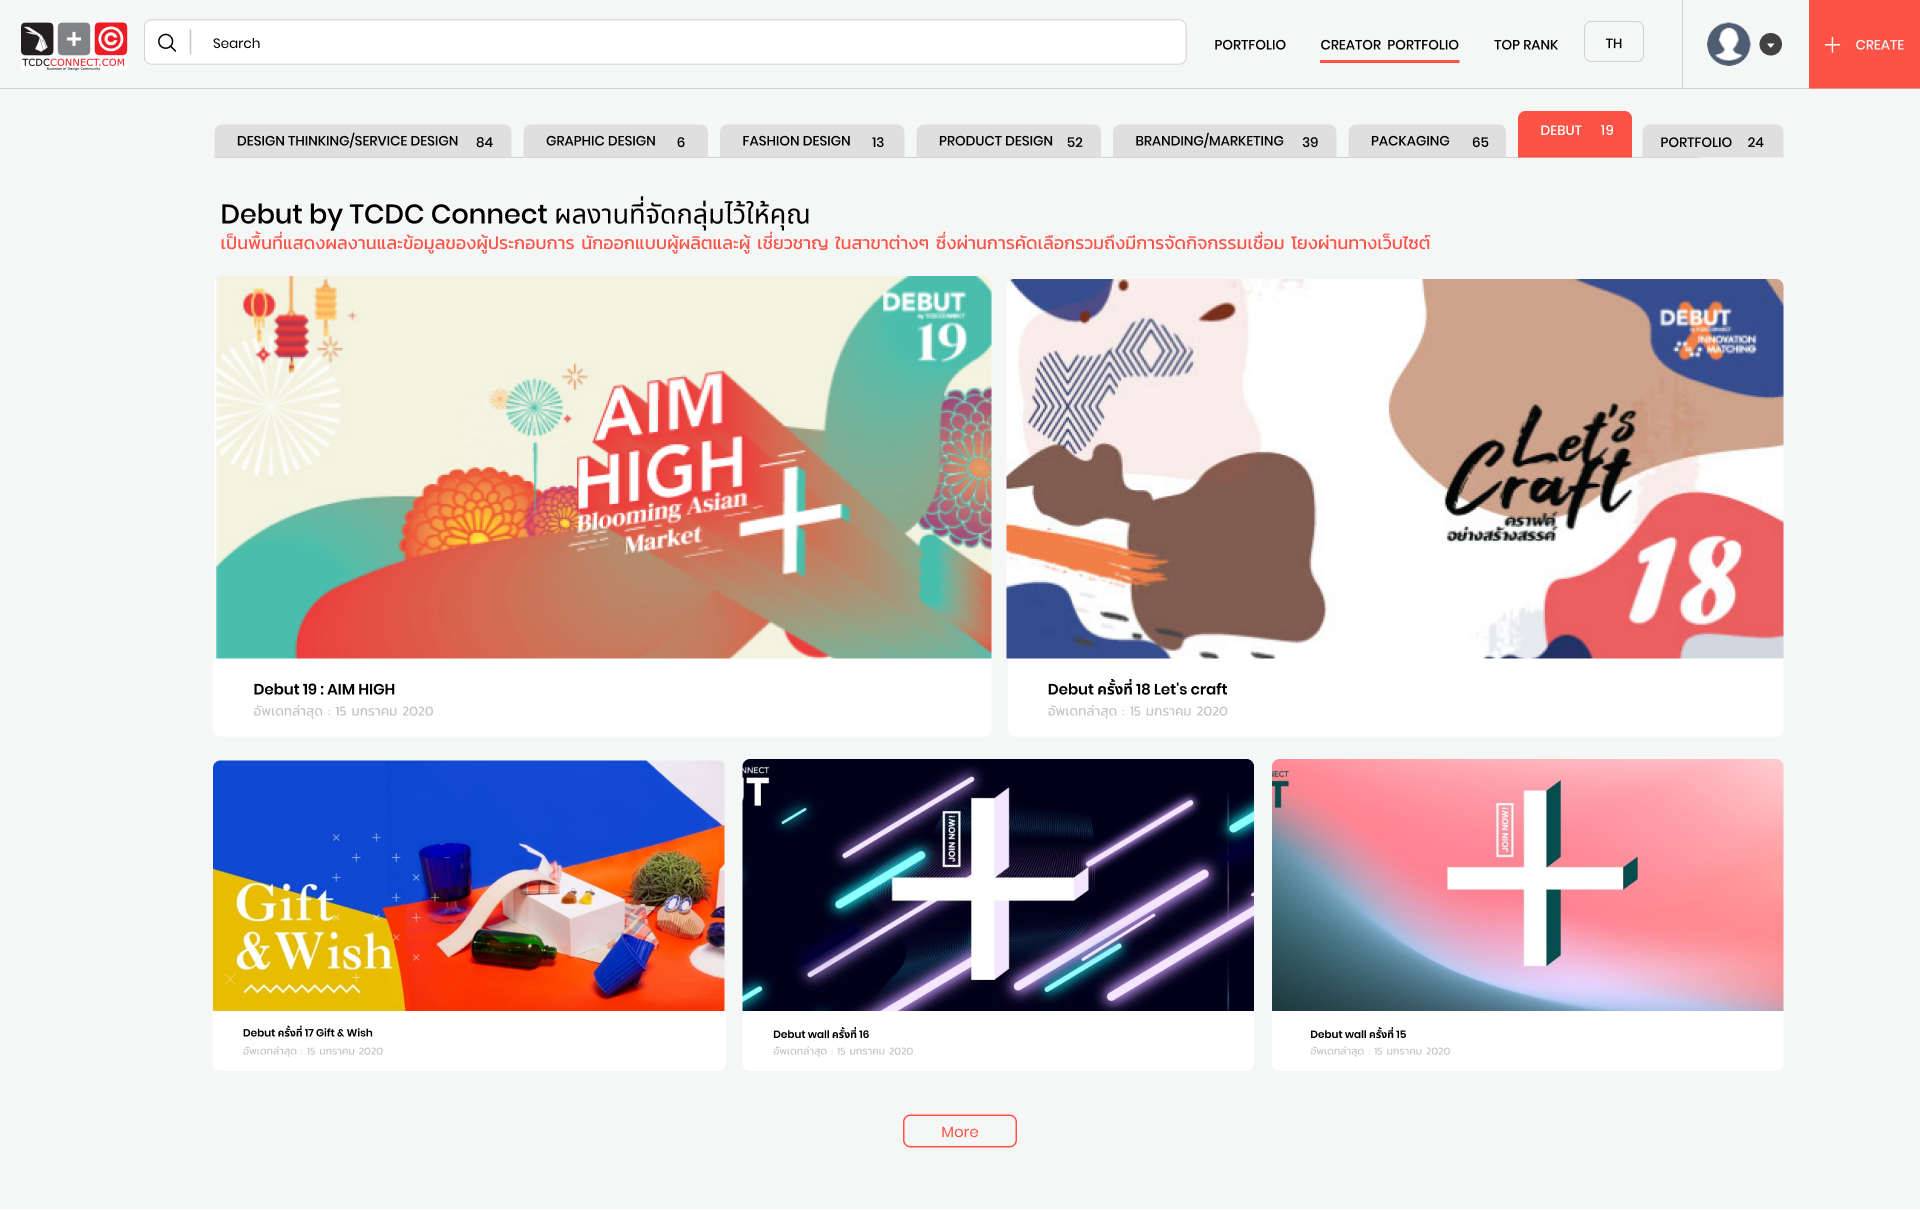 TCDCCONNECT.COM
Business of Design Community
Search
PORTFOLIO
CREATOR PORTFOLIO
TOP RANK
TH
CREATE
DESIGN THINKING/SERVICE DESIGN 84
GRAPHIC DESIGN 6
FASHION DESIGN 13
PRODUCT DESIGN 52
BRANDING/MARKETING 39
PACKAGING 65
DEBUT 19
PORTFOLIO 24
Debut by TCDC Connect ผลงานที่จัดกลุ่มไว้ให้คุณ
เป็นพื้นที่แสดงผลงานและข้อมูลของผู้ประกอบการ นักออกแบบผู้ผลิตและผู้ เชี่ยวชาญ ในสาขาต่างๆ ซึ่งผ่านการคัดเลือกรวมถึงมีการจัดกิจกรรมเชื่อม โยงผ่านทางเว็บไซต์
DEBUT
by TCDCCONNECT
19
AIM
HIGH
Blooming Asian
Market
DEBUT
by TCDCCONNECT
INNOVATION
MATCHING
Let's
Craft
คราฟต์
อย่างสร้างสรรค์
18
Debut 19 : AIM HIGH
อัพเดทล่าสุด : 15 มกราคม 2020
Debut ครั้งที่ 18 Let's craft
อัพเดทล่าสุด : 15 มกราคม 2020
Gift
&Wish
NNECT
UT
JOIN NOW!
NECT
T
JOIN NOW!
Debut ครั้งที่ 17 Gift & Wish
อัพเดทล่าสุด : 15 มกราคม 2020
Debut wall ครั้งที่ 16
อัพเดทล่าสุด : 15 มกราคม 2020
Debut wall ครั้งที่ 15
อัพเดทล่าสุด : 15 มกราคม 2020
More